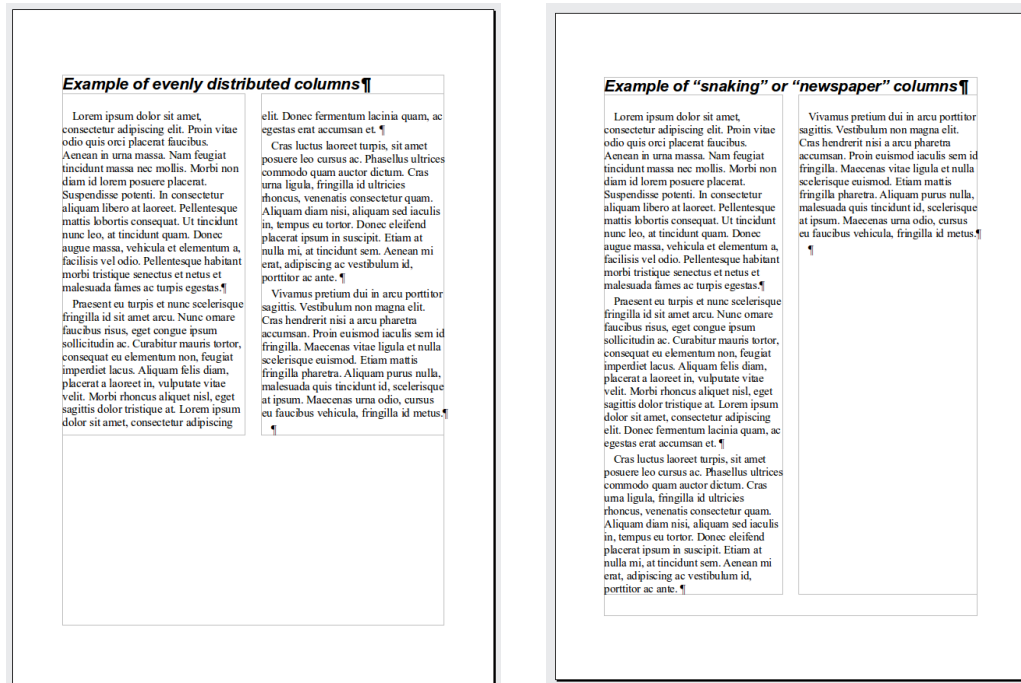 Example of evenly distributed columns¶
Lorem ipsum dolor sit amet,
consectetur adipiscing elit. Proin vitae
odio quis orci placerat faucibus.
Aenean in urna massa. Nam feugiat
tincidunt massa nec mollis. Morbi non
diam id lorem posuere placerat.
Suspendisse potenti. In consectetur
aliquam libero at laoreet. Pellentesque
mattis lobortis consequat. Ut tincidunt
nunc leo, at tincidunt quam. Donec
augue massa, vehicula et elementum a,
facilisis vel odio. Pellentesque habitant
morbi tristique senectus et netus et
malesuada fames ac turpis egestas.¶
Praesent eu turpis et nunc scelerisque
fringilla id sit amet arcu. Nunc ornare
faucibus risus, eget congue ipsum
sollicitudin ac. Curabitur mauris tortor,
consequat eu elementum non, feugiat
imperdiet lacus. Aliquam felis diam,
placerat a laoreet in, vulputate vitae
velit. Morbi rhoncus aliquet nisl, eget
sagittis dolor tristique at. Lorem ipsum
dolor sit amet, consectetur adipiscing
elit. Donec fermentum lacinia quam, ac
egestas erat accumsan et. ¶
Cras luctus laoreet turpis, sit amet
posuere leo cursus ac. Phasellus ultrices
commodo quam auctor dictum. Cras
urna ligula, fringilla id ultricies
rhoncus, venenatis consectetur quam.
Aliquam diam nisi, aliquam sed iaculis
in, tempus eu tortor. Donec eleifend
placerat ipsum in suscipit. Etiam at
nulla mi, at tincidunt sem. Aenean mi
erat, adipiscing ac vestibulum id,
porttitor ac ante. ¶
Vivamus pretium dui in arcu porttitor
sagittis. Vestibulum non magna elit.
Cras hendrerit nisi a arcu pharetra
accumsan. Proin euismod iaculis sem id
fringilla. Maecenas vitae ligula et nulla
scelerisque euismod. Etiam mattis
fringilla pharetra. Aliquam purus nulla,
malesuada quis tincidunt id, scelerisque
at ipsum. Maecenas urna odio, cursus
eu faucibus vehicula, fringilla id metus.¶
¶
Example of “snaking” or “newspaper” columns¶
Lorem ipsum dolor sit amet,
consectetur adipiscing elit. Proin vitae
odio quis orci placerat faucibus.
Aenean in urna massa. Nam feugiat
tincidunt massa nec mollis. Morbi non
diam id lorem posuere placerat.
Suspendisse potenti. In consectetur
aliquam libero at laoreet. Pellentesque
mattis lobortis consequat. Ut tincidunt
nunc leo, at tincidunt quam. Donec
augue massa, vehicula et elementum a,
facilisis vel odio. Pellentesque habitant
morbi tristique senectus et netus et
malesuada fames ac turpis egestas.¶
Praesent eu turpis et nunc scelerisque
fringilla id sit amet arcu. Nunc ornare
faucibus risus, eget congue ipsum
sollicitudin ac. Curabitur mauris tortor,
consequat eu elementum non, feugiat
imperdiet lacus. Aliquam felis diam,
placerat a laoreet in, vulputate vitae
velit. Morbi rhoncus aliquet nisl, eget
sagittis dolor tristique at. Lorem ipsum
dolor sit amet, consectetur adipiscing
elit. Donec fermentum lacinia quam, ac
egestas erat accumsan et. ¶
Cras luctus laoreet turpis, sit amet
posuere leo cursus ac. Phasellus ultrices
commodo quam auctor dictum. Cras
urna ligula, fringilla id ultricies
rhoncus, venenatis consectetur quam.
Aliquam diam nisi, aliquam sed iaculis
in, tempus eu tortor. Donec eleifend
placerat ipsum in suscipit. Etiam at
nulla mi, at tincidunt sem. Aenean mi
erat, adipiscing ac vestibulum id,
porttitor ac ante. ¶
Vivamus pretium dui in arcu porttitor
sagittis. Vestibulum non magna elit.
Cras hendrerit nisi a arcu pharetra
accumsan. Proin euismod iaculis sem id
fringilla. Maecenas vitae ligula et nulla
scelerisque euismod. Etiam mattis
fringilla pharetra. Aliquam purus nulla,
malesuada quis tincidunt id, scelerisque
at ipsum. Maecenas urna odio, cursus
eu faucibus vehicula, fringilla id metus.¶
¶